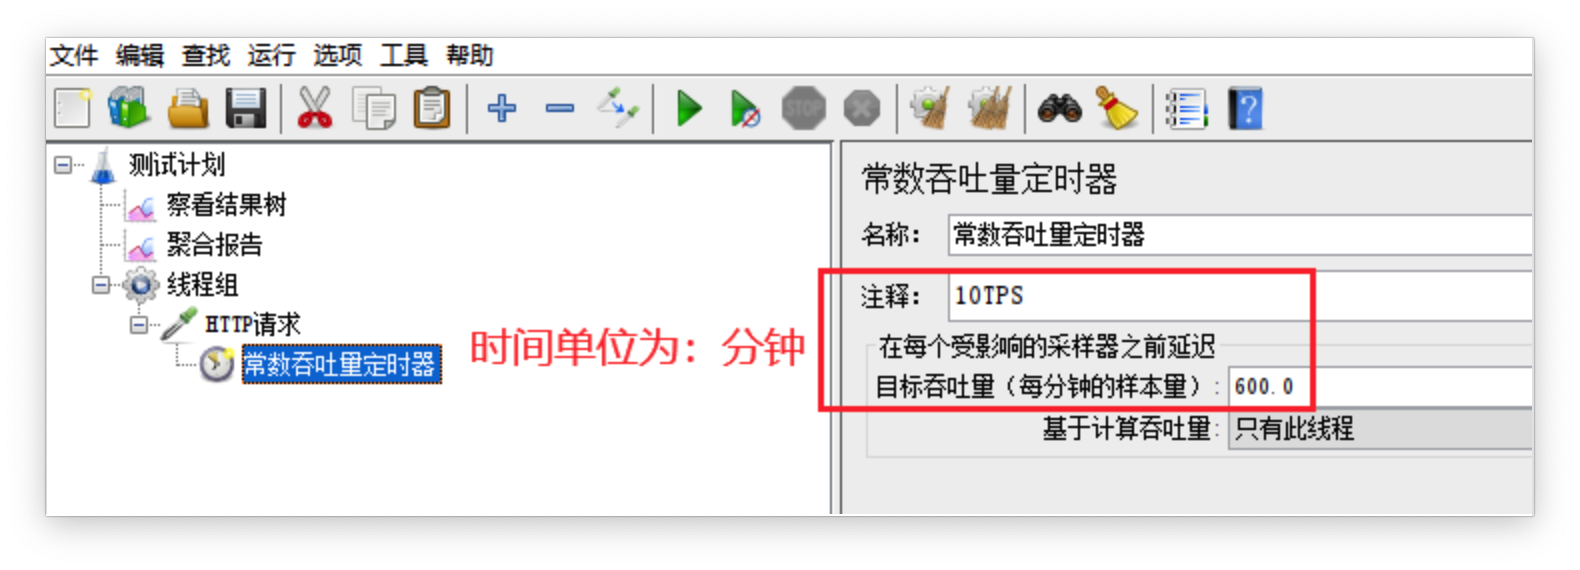 文件 编辑 查找 运行 选项 工具 帮助
STOP
测试计划
察看结果树
聚合报告
线程组
HTTP请求
常数吞吐量定时器
时间单位为：分钟
常数吞吐量定时器
名称： 常数吞吐量定时器
注释： 10TPS
在每个受影响的采样器之前延迟
目标吞吐量（每分钟的样本量）: 600.0
基于计算吞吐量: 只有此线程